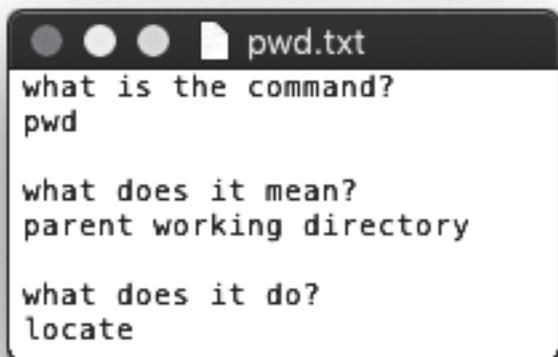 pwd.txt
what is the command?
pwd
what does it mean?
parent working directory
what does it do?
locate